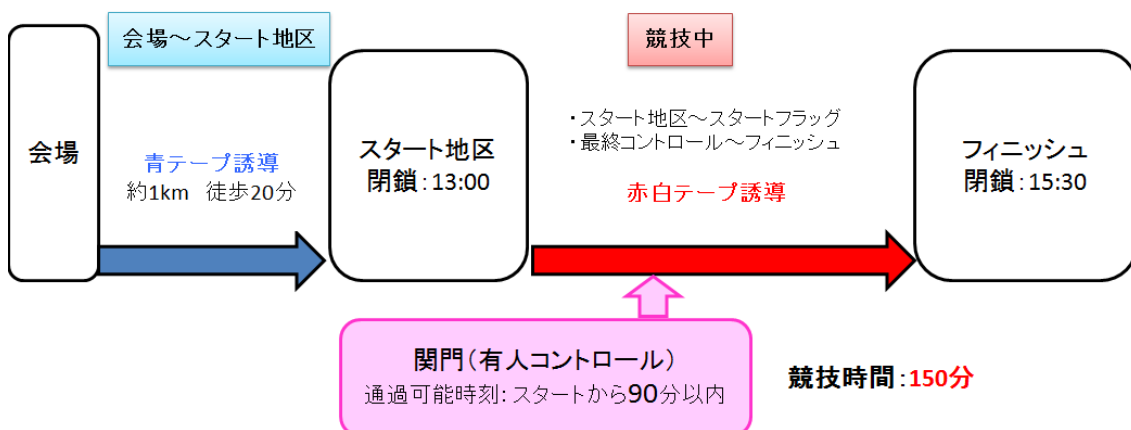 会場
会場～スタート地区
青テープ誘導
約1km　徒歩20分
スタート地区
閉鎖：13:00
競技中
・スタート地区～スタートフラッグ
・最終コントロール～フィニッシュ
赤白テープ誘導
フィニッシュ
閉鎖：15:30
関門（有人コントロール）
通過可能時刻：スタートから90分以内
競技時間：150分